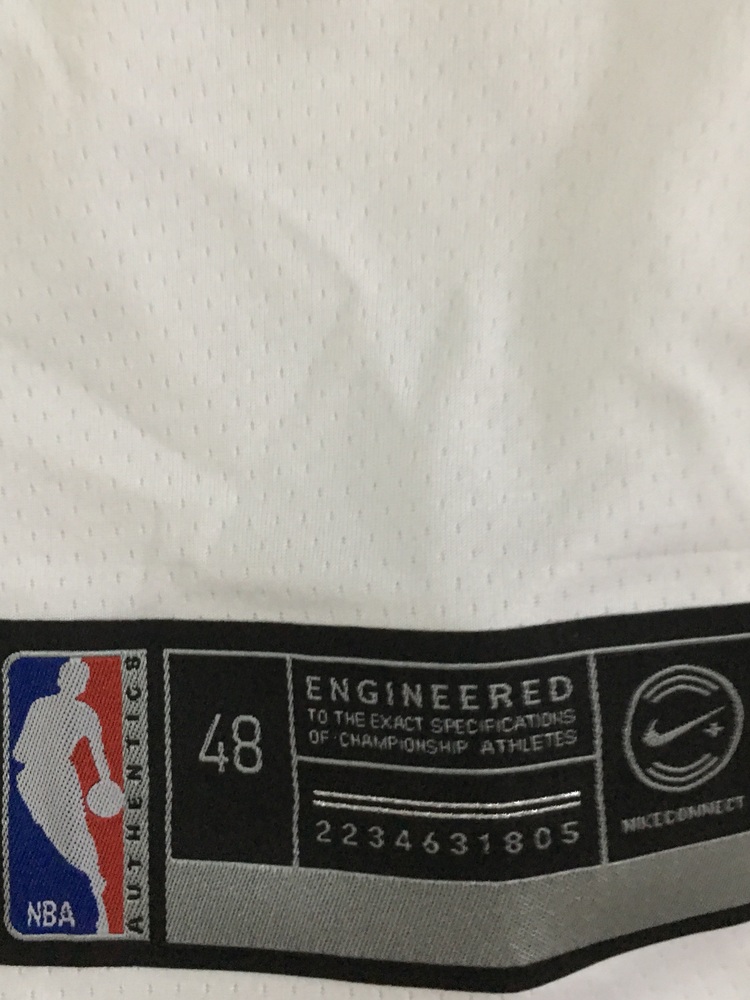 NBA
AUTHENTICS
48
ENGINEERED
TO THE EXACT SPECIFICATIONS
OF CHAMPIONSHIP ATHLETES
2234631805
NIKECONNECT